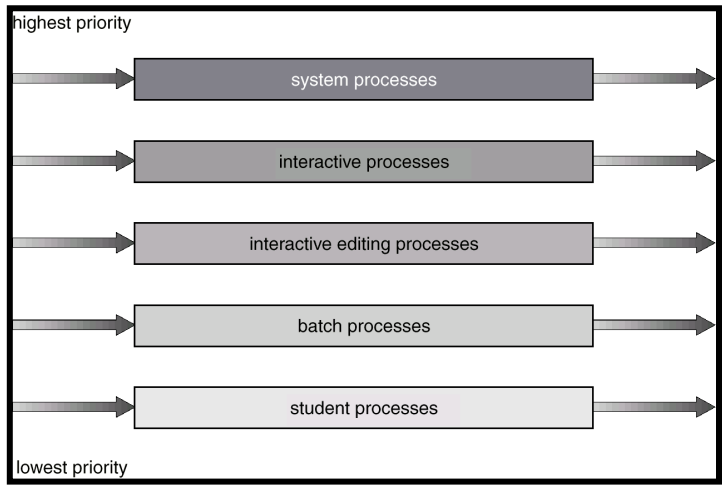 highest priority
system processes
interactive processes
interactive editing processes
batch processes
student processes
lowest priority